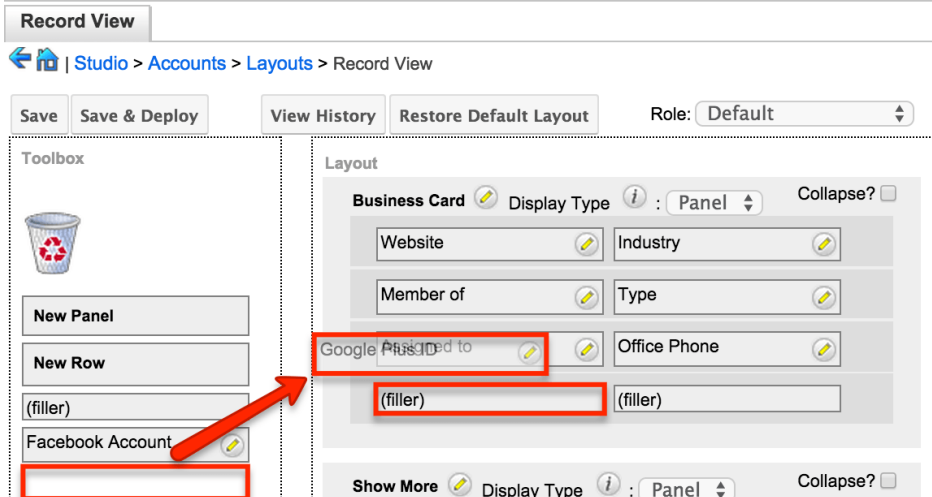 Record View
| Studio > Accounts > Layouts > Record View
Save Save & Deploy View History Restore Default Layout Role: Default
Toolbox
Layout
Business Card Display Type i : Panel Collapse?
Website Industry
Member of Type
New Panel
Google Plus ID Assigned to Office Phone
New Row
(filler) (filler)
(filler)
Facebook Account
Show More Display Type i : Panel Collapse?